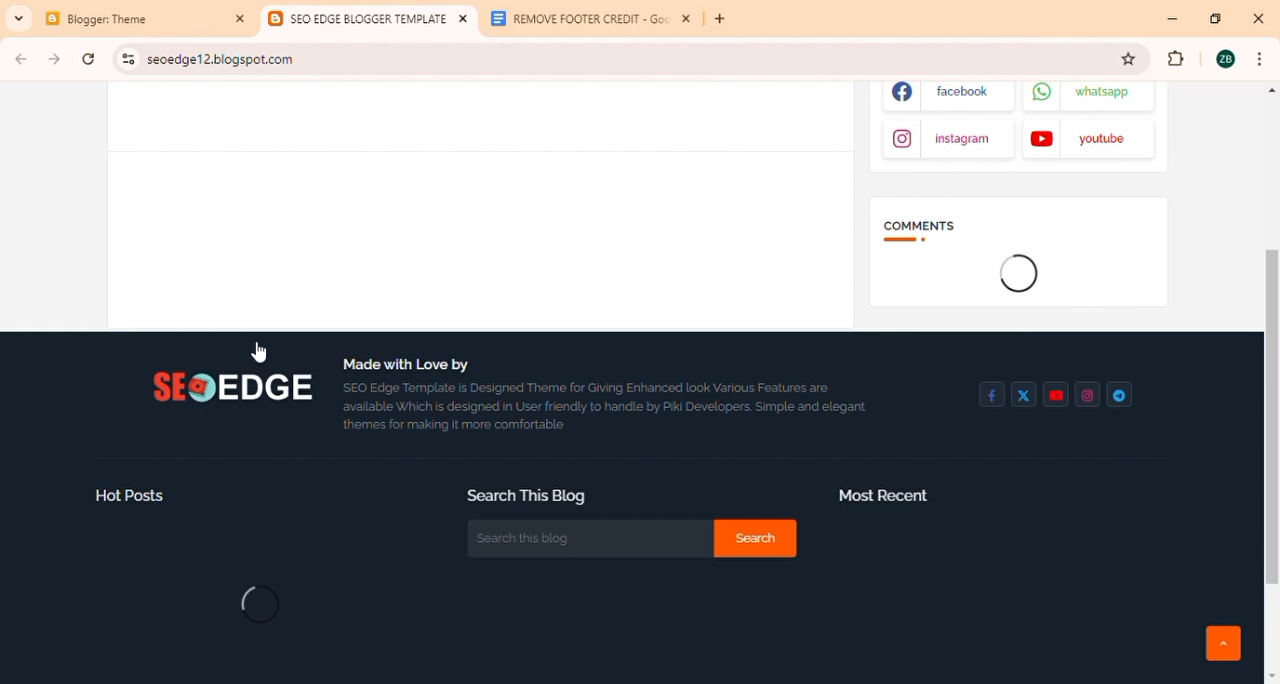 Blogger: Theme
SEO EDGE BLOGGER TEMPLATE
REMOVE FOOTER CREDIT - Goo
seoedge12.blogspot.com
ZB
facebook
whatsapp
instagram
youtube
COMMENTS
SEOEDGE
Made with Love by
SEO Edge Template is Designed Theme for Giving Enhanced look Various Features are
available Which is designed in User friendly to handle by Piki Developers. Simple and elegant
themes for making it more comfortable
Hot Posts
Search This Blog
Most Recent
Search this blog
Search